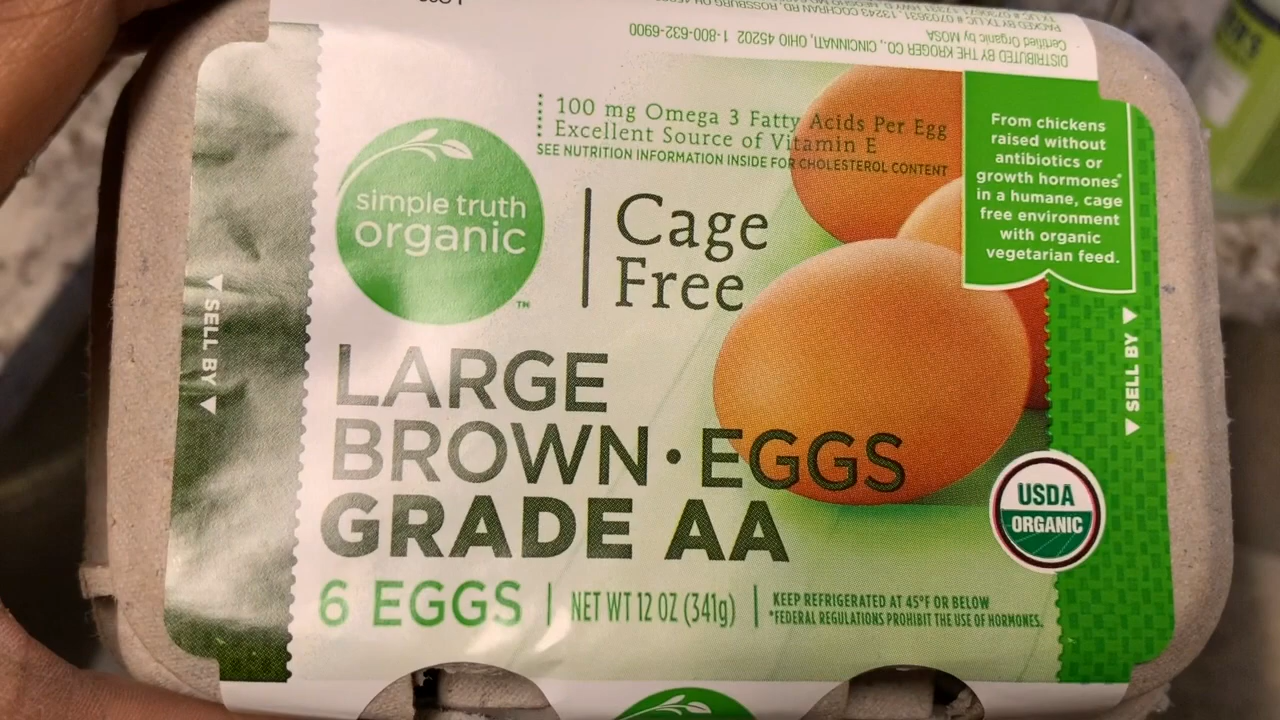 DISTRIBUTED BY THE KROGER CO., CINCINNATI, OHIO 45202 1-800-632-6900
Certified Organic by MOSA
100 mg Omega 3 Fatty Acids Per Egg
Excellent Source of Vitamin E
SEE NUTRITION INFORMATION INSIDE FOR CHOLESTEROL CONTENT
simple truth
organic
TM
Cage
Free
From chickens
raised without
antibiotics or
growth hormones*
in a humane, cage
free environment
with organic
vegetarian feed.
SELL BY
SELL BY
LARGE
BROWN • EGGS
GRADE AA
USDA
ORGANIC
6 EGGS | NET WT 12 OZ (341g)
KEEP REFRIGERATED AT 45°F OR BELOW
*FEDERAL REGULATIONS PROHIBIT THE USE OF HORMONES.